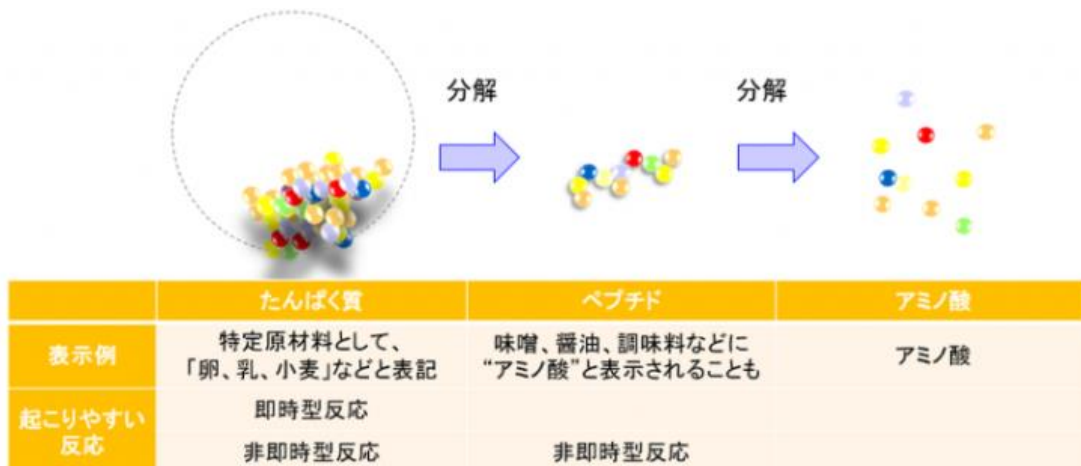 分解
分解
たんぱく質
ペプチド
アミノ酸
表示例
特定原材料として、
「卵、乳、小麦」などと表記
味噌、醤油、調味料などに
“アミノ酸”と表示されることも
アミノ酸
起こりやすい
反応
即時型反応
非即時型反応
非即時型反応